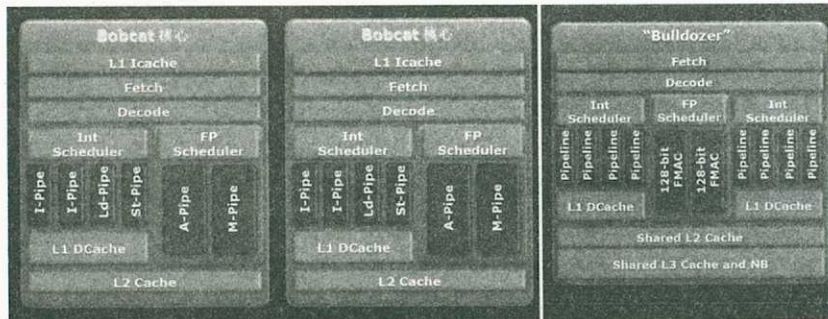 Bobcat 核心
L1 Icache
Fetch
Decode
Int
Scheduler
FP
Scheduler
I-Pipe
I-Pipe
Ld-Pipe
St-Pipe
A-Pipe
M-Pipe
L1 DCache
L2 Cache
Bobcat 核心
L1 Icache
Fetch
Decode
Int
Scheduler
FP
Scheduler
I-Pipe
I-Pipe
Ld-Pipe
St-Pipe
A-Pipe
M-Pipe
L1 DCache
L2 Cache
“Bulldozer”
Fetch
Decode
Int
Scheduler
FP
Scheduler
Int
Scheduler
Pipeline
Pipeline
Pipeline
Pipeline
128-bit
FMAC
128-bit
FMAC
Pipeline
Pipeline
Pipeline
Pipeline
L1 DCache
L1 DCache
Shared L2 Cache
Shared L3 Cache and NB